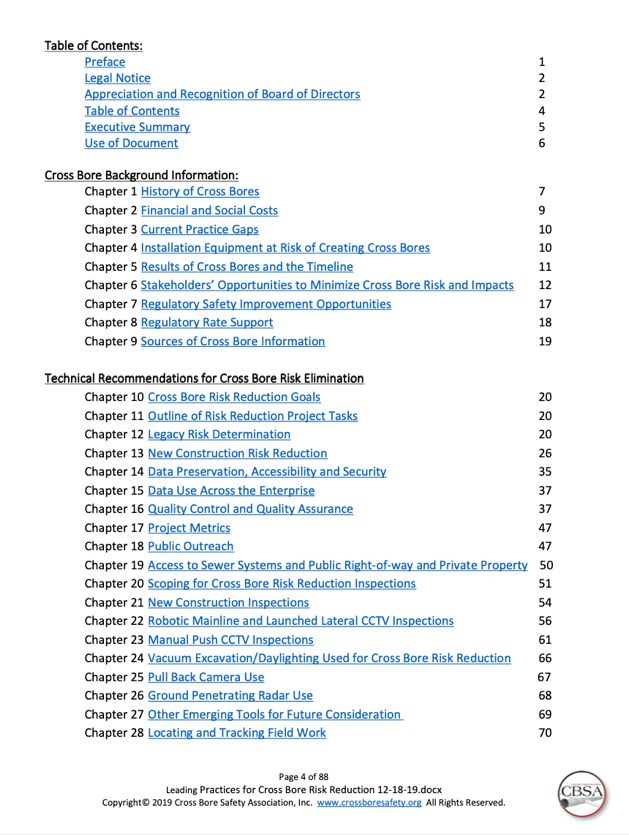 Table of Contents:
Preface 1
Legal Notice 2
Appreciation and Recognition of Board of Directors 2
Table of Contents 4
Executive Summary 5
Use of Document 6
Cross Bore Background Information:
Chapter 1 History of Cross Bores 7
Chapter 2 Financial and Social Costs 9
Chapter 3 Current Practice Gaps 10
Chapter 4 Installation Equipment at Risk of Creating Cross Bores 10
Chapter 5 Results of Cross Bores and the Timeline 11
Chapter 6 Stakeholders’ Opportunities to Minimize Cross Bore Risk and Impacts 12
Chapter 7 Regulatory Safety Improvement Opportunities 17
Chapter 8 Regulatory Rate Support 18
Chapter 9 Sources of Cross Bore Information 19
Technical Recommendations for Cross Bore Risk Elimination
Chapter 10 Cross Bore Risk Reduction Goals 20
Chapter 11 Outline of Risk Reduction Project Tasks 20
Chapter 12 Legacy Risk Determination 20
Chapter 13 New Construction Risk Reduction 26
Chapter 14 Data Preservation, Accessibility and Security 35
Chapter 15 Data Use Across the Enterprise 37
Chapter 16 Quality Control and Quality Assurance 37
Chapter 17 Project Metrics 47
Chapter 18 Public Outreach 47
Chapter 19 Access to Sewer Systems and Public Right-of-way and Private Property 50
Chapter 20 Scoping for Cross Bore Risk Reduction Inspections 51
Chapter 21 New Construction Inspections 54
Chapter 22 Robotic Mainline and Launched Lateral CCTV Inspections 56
Chapter 23 Manual Push CCTV Inspections 61
Chapter 24 Vacuum Excavation/Daylighting Used for Cross Bore Risk Reduction 66
Chapter 25 Pull Back Camera Use 67
Chapter 26 Ground Penetrating Radar Use 68
Chapter 27 Other Emerging Tools for Future Consideration 69
Chapter 28 Locating and Tracking Field Work 70
Page 4 of 88
Leading Practices for Cross Bore Risk Reduction 12-18-19.docx
Copyright© 2019 Cross Bore Safety Association, Inc. www.crossboresafety.org All Rights Reserved.
CBSA